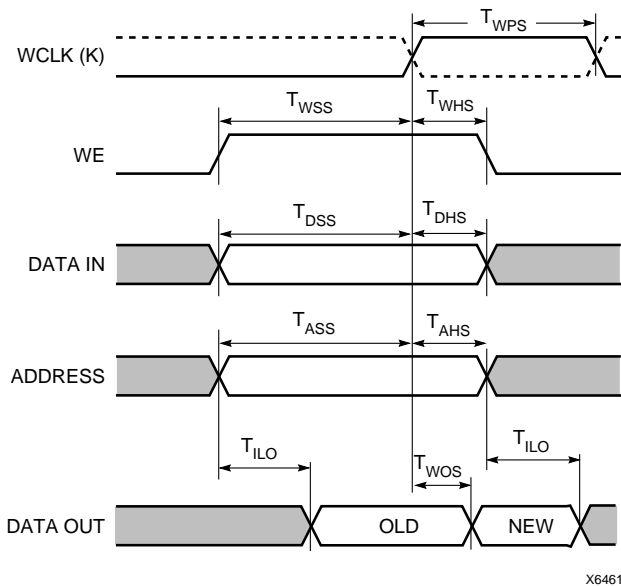 T_WPS
WCLK (K)
T_WSS T_WHS
WE
T_DSS T_DHS
DATA IN
T_ASS T_AHS
ADDRESS
T_ILO T_WOS T_ILO
DATA OUT OLD NEW
X6461